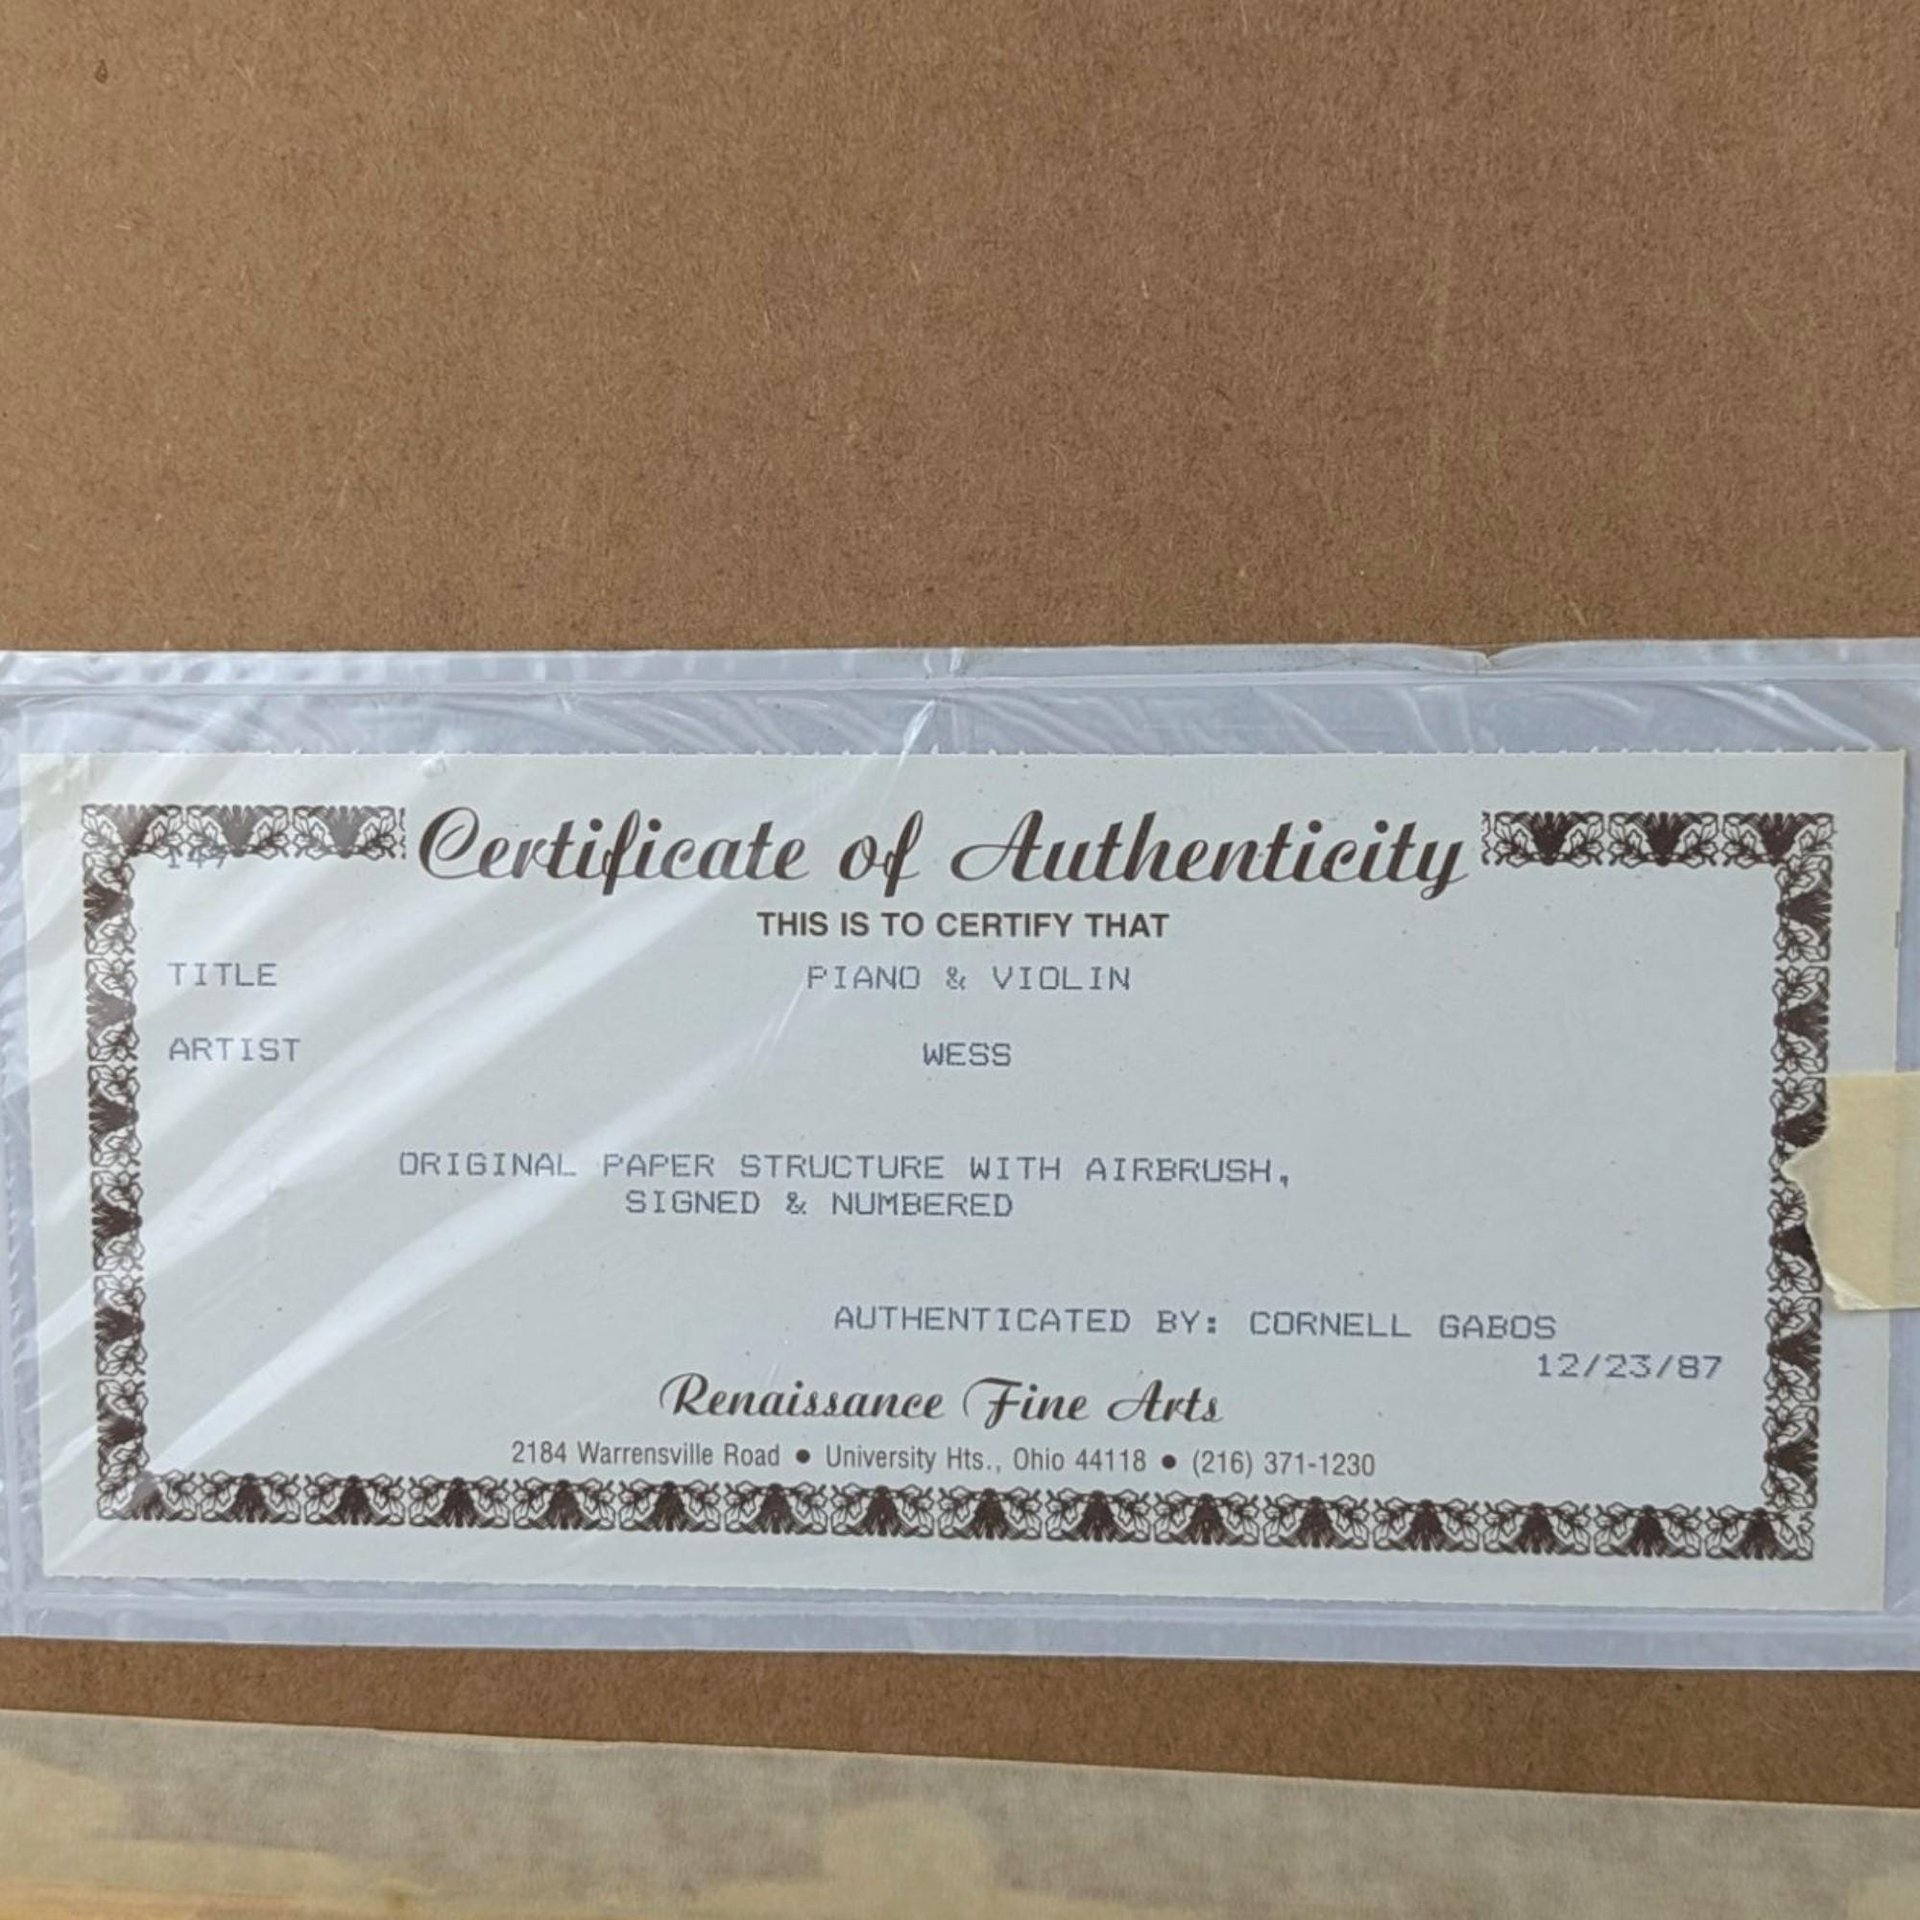 Certificate of Authenticity
147
THIS IS TO CERTIFY THAT
TITLE PIANO & VIOLIN
ARTIST WESS
ORIGINAL PAPER STRUCTURE WITH AIRBRUSH,
SIGNED & NUMBERED
AUTHENTICATED BY: CORNELL GABOS
12/23/87
Renaissance Fine Arts
2184 Warrensville Road • University Hts., Ohio 44118 • (216) 371-1230